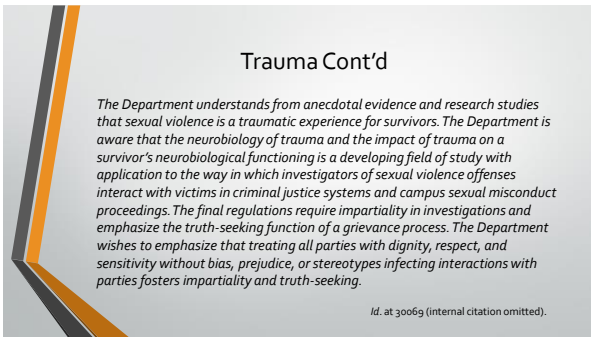 Trauma Cont’d
The Department understands from anecdotal evidence and research studies
that sexual violence is a traumatic experience for survivors. The Department is
aware that the neurobiology of trauma and the impact of trauma on a
survivor’s neurobiological functioning is a developing field of study with
application to the way in which investigators of sexual violence offenses
interact with victims in criminal justice systems and campus sexual misconduct
proceedings. The final regulations require impartiality in investigations and
emphasize the truth-seeking function of a grievance process. The Department
wishes to emphasize that treating all parties with dignity, respect, and
sensitivity without bias, prejudice, or stereotypes infecting interactions with
parties fosters impartiality and truth-seeking.
Id. at 30069 (internal citation omitted).